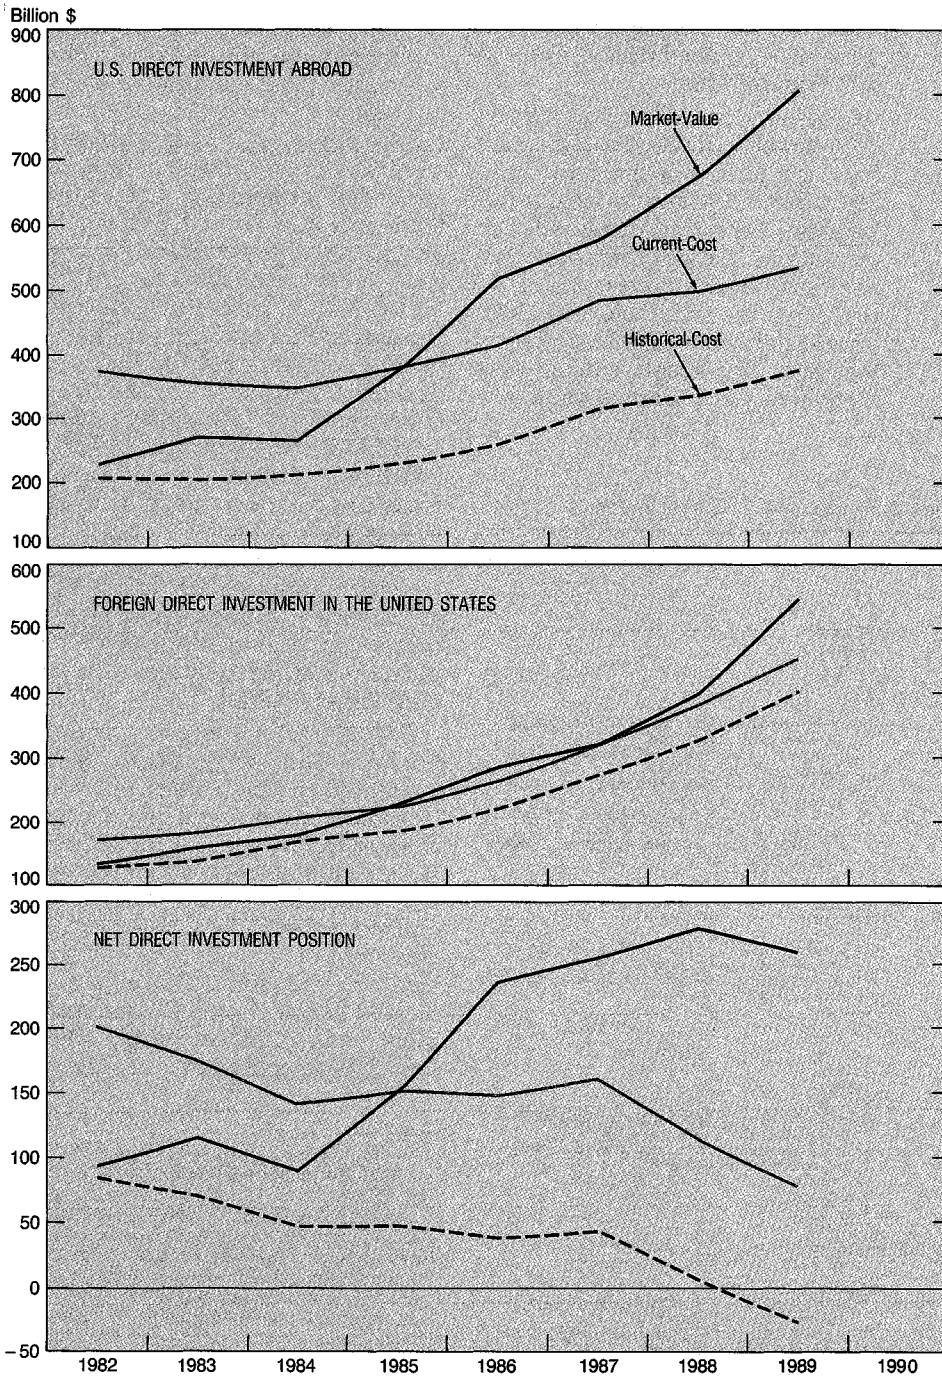 Billion $
900
U.S. DIRECT INVESTMENT ABROAD
800
Market-Value
700
600
Current-Cost
500
Historical-Cost
400
300
200
100
600
FOREIGN DIRECT INVESTMENT IN THE UNITED STATES
500
400
300
200
100
300
NET DIRECT INVESTMENT POSITION
250
200
150
100
50
0
-50
1982 1983 1984 1985 1986 1987 1988 1989 1990